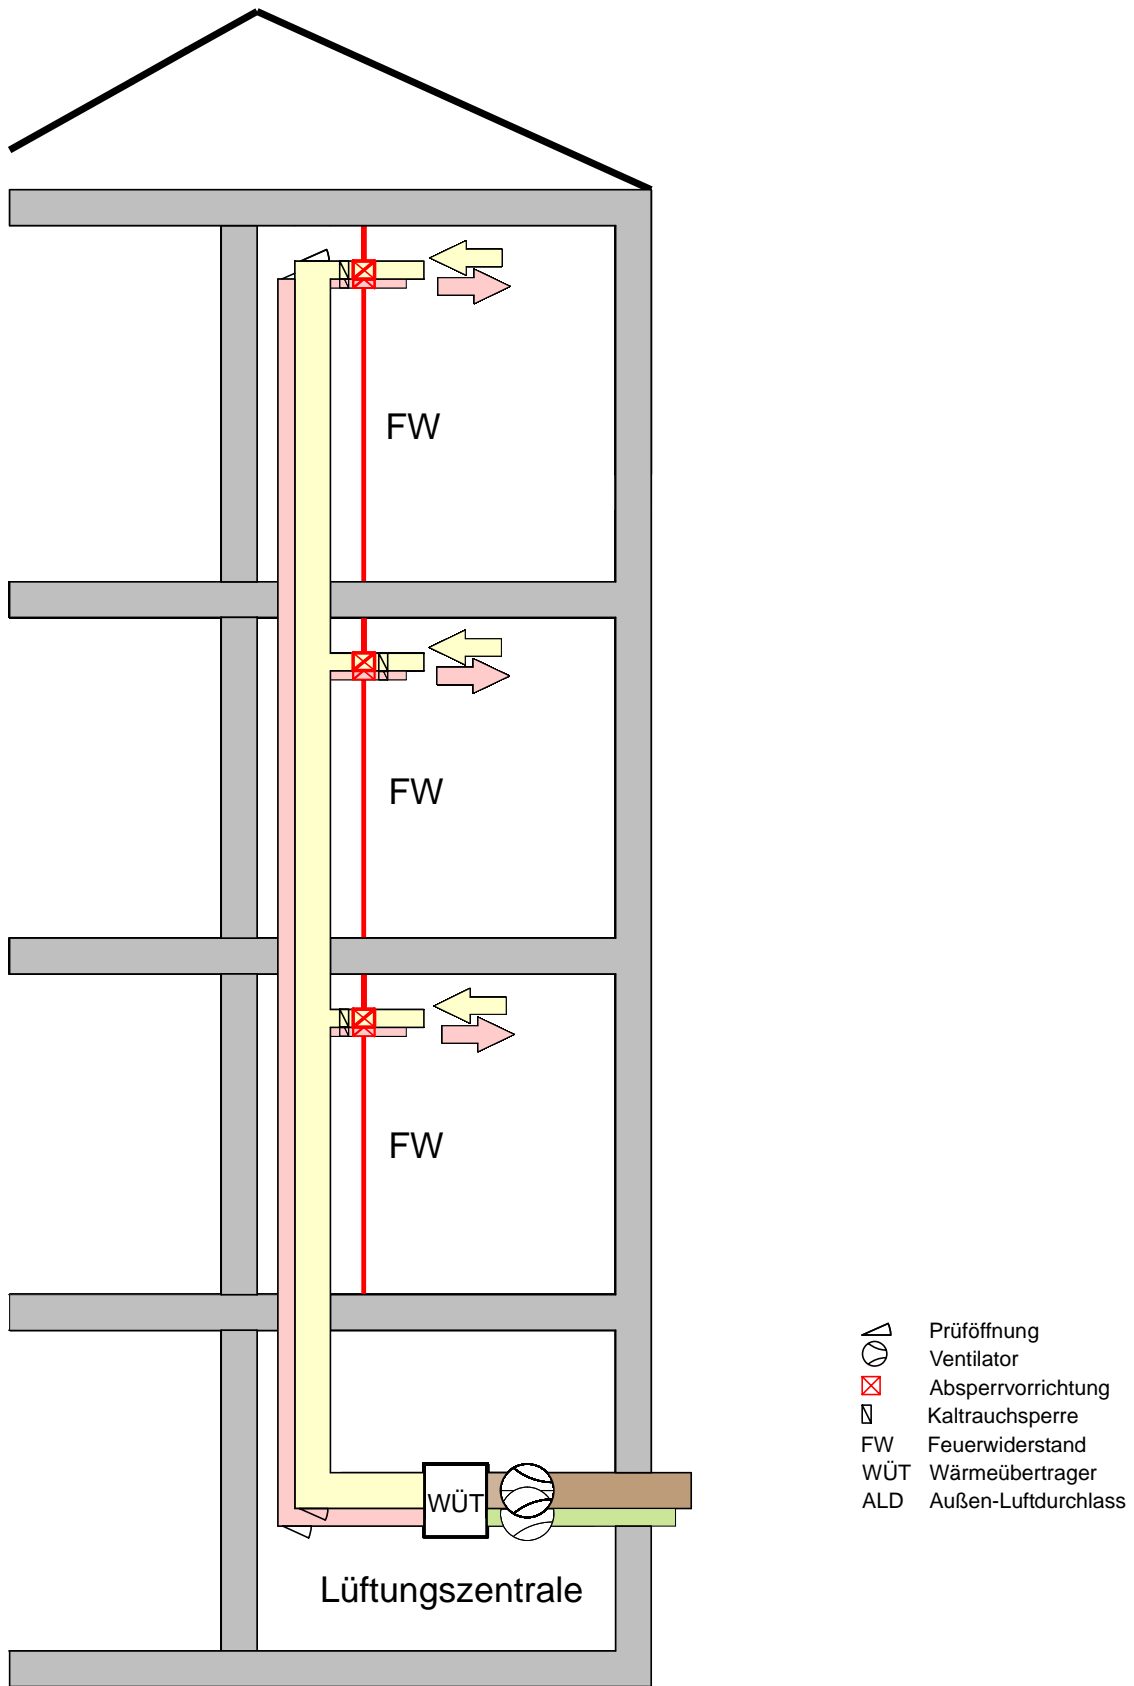 FW
FW
FW
WÜT
Lüftungszentrale
Prüföffnung
Ventilator
Absperrvorrichtung
Kaltrauchsperre
FW Feuerwiderstand
WÜT Wärmeübertrager
ALD Außen-Luftdurchlass